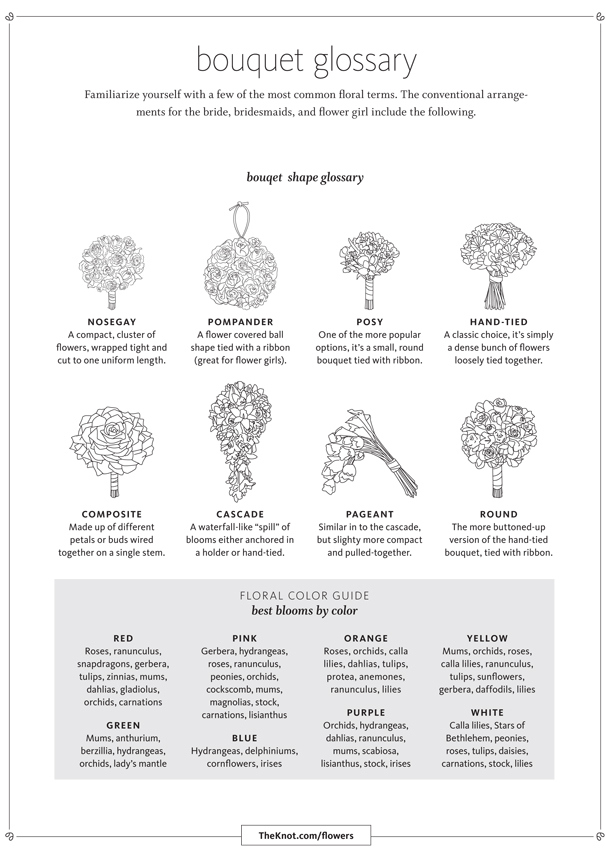 bouquet glossary
Familiarize yourself with a few of the most common floral terms. The conventional arrange-
ments for the bride, bridesmaids, and flower girl include the following.
bouqet shape glossary
NOSEGAY
A compact, cluster of
flowers, wrapped tight and
cut to one uniform length.
POMPANDER
A flower covered ball
shape tied with a ribbon
(great for flower girls).
POSY
One of the more popular
options, it's a small, round
bouquet tied with ribbon.
HAND-TIED
A classic choice, it's simply
a dense bunch of flowers
loosely tied together.
COMPOSITE
Made up of different
petals or buds wired
together on a single stem.
CASCADE
A waterfall-like “spill” of
blooms either anchored in
a holder or hand-tied.
PAGEANT
Similar in to the cascade,
but slighty more compact
and pulled-together.
ROUND
The more buttoned-up
version of the hand-tied
bouquet, tied with ribbon.
FLORAL COLOR GUIDE
best blooms by color
RED
Roses, ranunculus,
snapdragons, gerbera,
tulips, zinnias, mums,
dahlias, gladiolus,
orchids, carnations
GREEN
Mums, anthurium,
berzillia, hydrangeas,
orchids, lady's mantle
PINK
Gerbera, hydrangeas,
roses, ranunculus,
peonies, orchids,
cockscomb, mums,
magnolias, stock,
carnations, lisianthus
BLUE
Hydrangeas, delphiniums,
cornflowers, irises
ORANGE
Roses, orchids, calla
lilies, dahlias, tulips,
protea, anemones,
ranunculus, lilies
PURPLE
Orchids, hydrangeas,
dahlias, ranunculus,
mums, scabiosa,
lisianthus, stock, irises
YELLOW
Mums, orchids, roses,
calla lilies, ranunculus,
tulips, sunflowers,
gerbera, daffodils, lilies
WHITE
Calla lilies, Stars of
Bethlehem, peonies,
roses, tulips, daisies,
carnations, stock, lilies
TheKnot.com/flowers